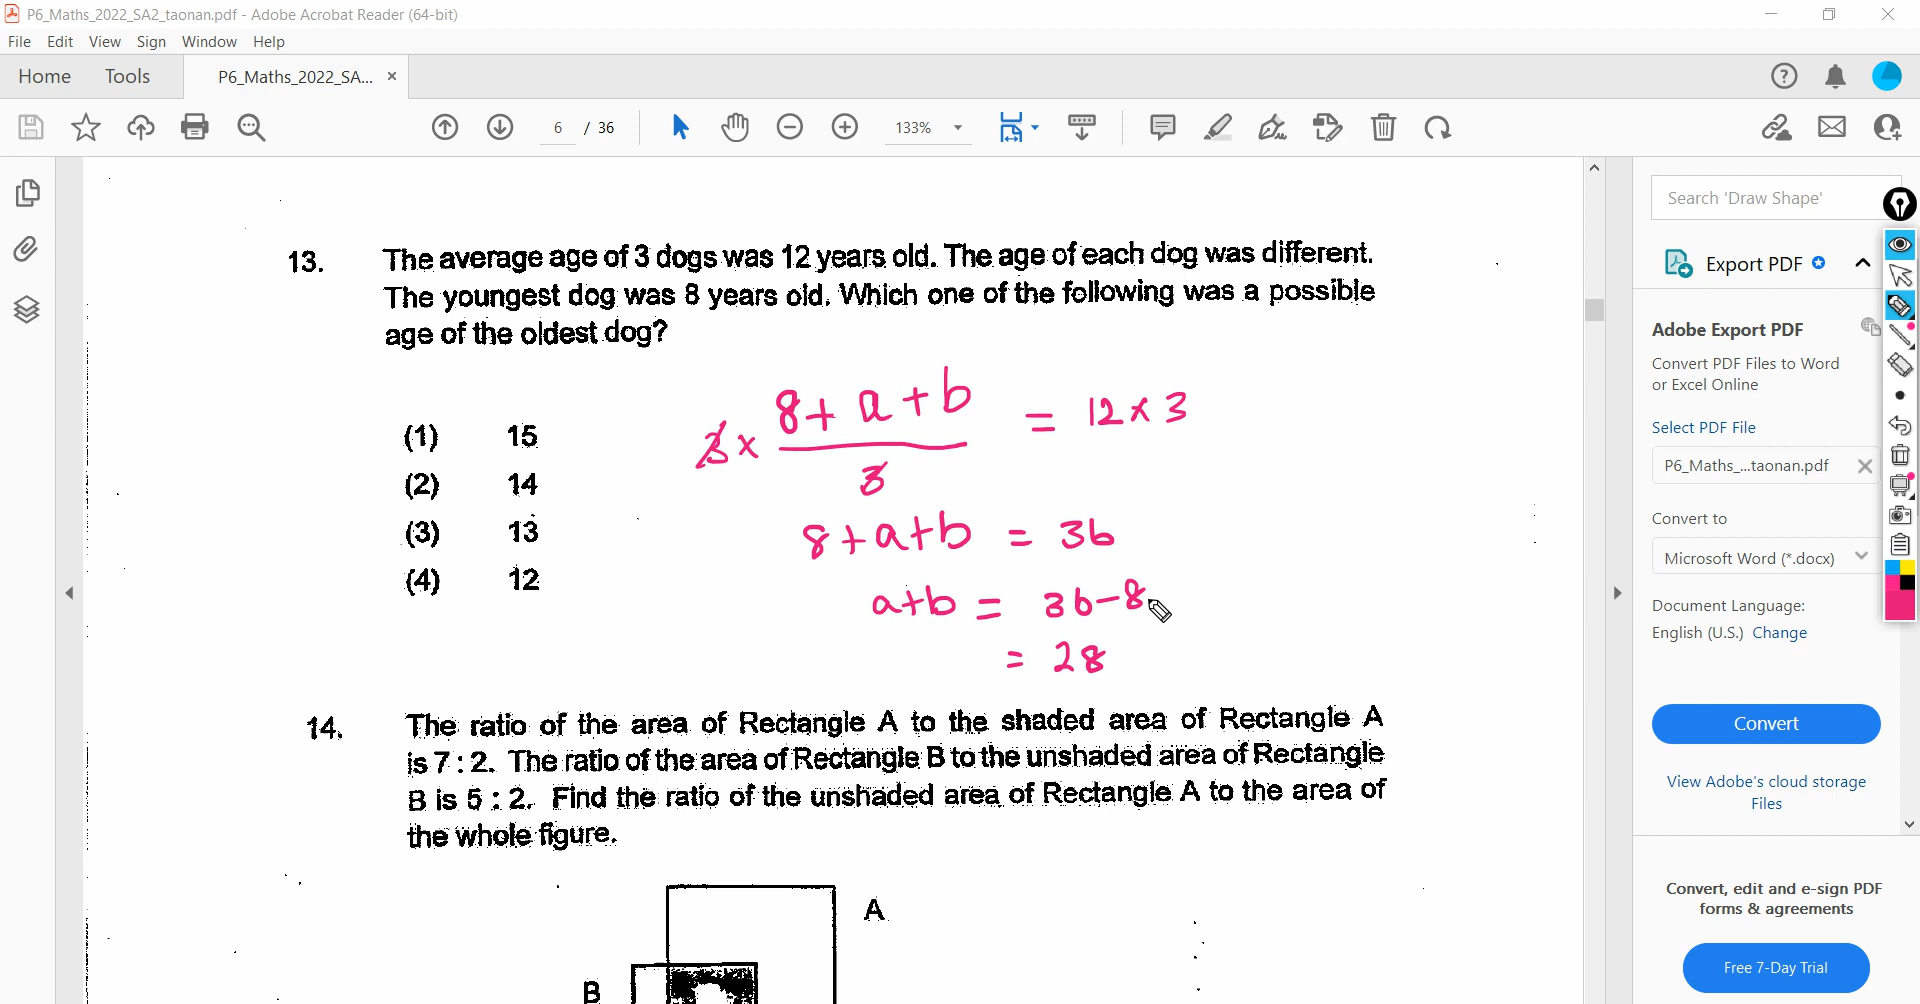 P6_Maths_2022_SA2_taonan.pdf - Adobe Acrobat Reader (64-bit)
File Edit View Sign Window Help
Home Tools P6_Maths_2022_SA... ×
6 / 36 133%
Search 'Draw Shape'
Export PDF
Adobe Export PDF
Convert PDF Files to Word
or Excel Online
Select PDF File
P6_Maths_...taonan.pdf
Convert to
Microsoft Word (*.docx)
Document Language:
English (U.S.) Change
Convert
View Adobe's cloud storage
Files
Convert, edit and e-sign PDF
forms & agreements
Free 7-Day Trial
13. The average age of 3 dogs was 12 years old. The age of each dog was different.
The youngest dog was 8 years old. Which one of the following was a possible
age of the oldest dog?
(1) 15
(2) 14
(3) 13
(4) 12
3 × 8 + a + b = 12 × 3
3
8 + a + b = 36
a + b = 36 - 8
= 28
14. The ratio of the area of Rectangle A to the shaded area of Rectangle A
is 7 : 2. The ratio of the area of Rectangle B to the unshaded area of Rectangle
B is 5 : 2. Find the ratio of the unshaded area of Rectangle A to the area of
the whole figure.
A
B